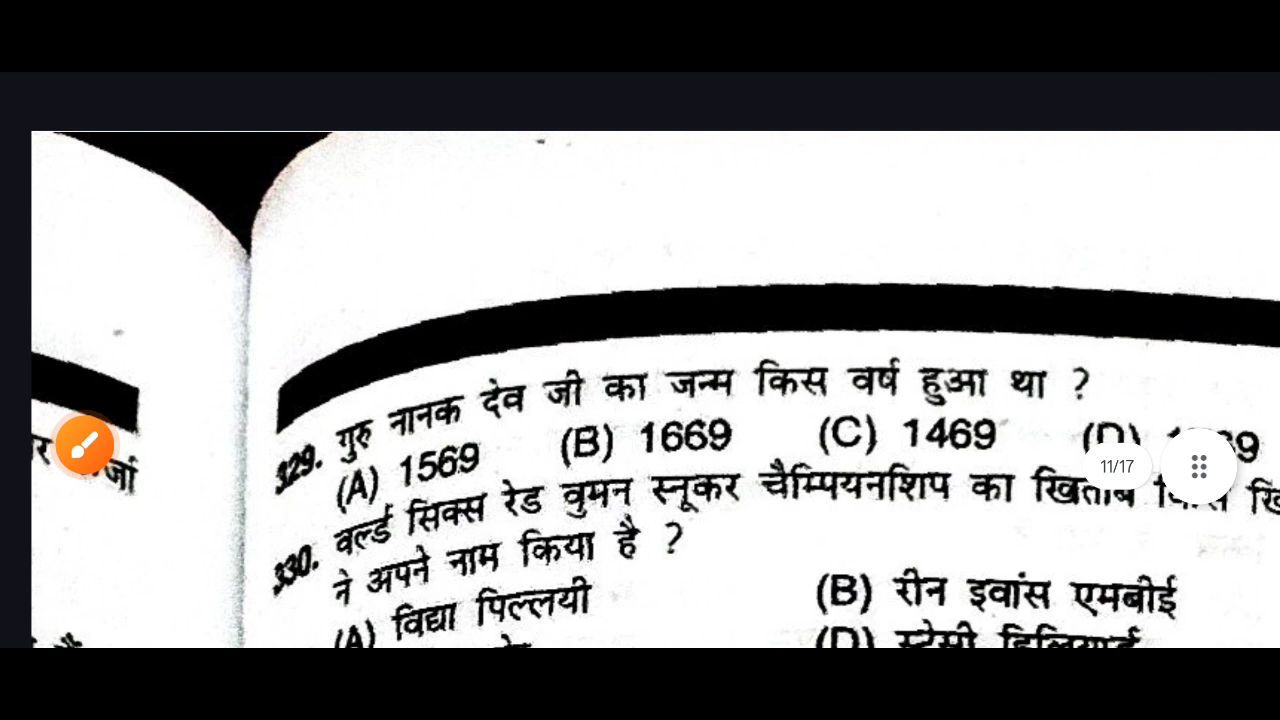 329. गुरु नानक देव जी का जन्म किस वर्ष हुआ था ?
(A) 1569 (B) 1669 (C) 1469 (D)
330. वर्ल्ड सिक्स रेड वुमन स्नूकर चैम्पियनशिप का खिताब
ने अपने नाम किया है ?
(A) विद्या पिल्लयी (B) रीन इवांस एमबीई
(D) स्टेसी हिलियार्ड
11/17